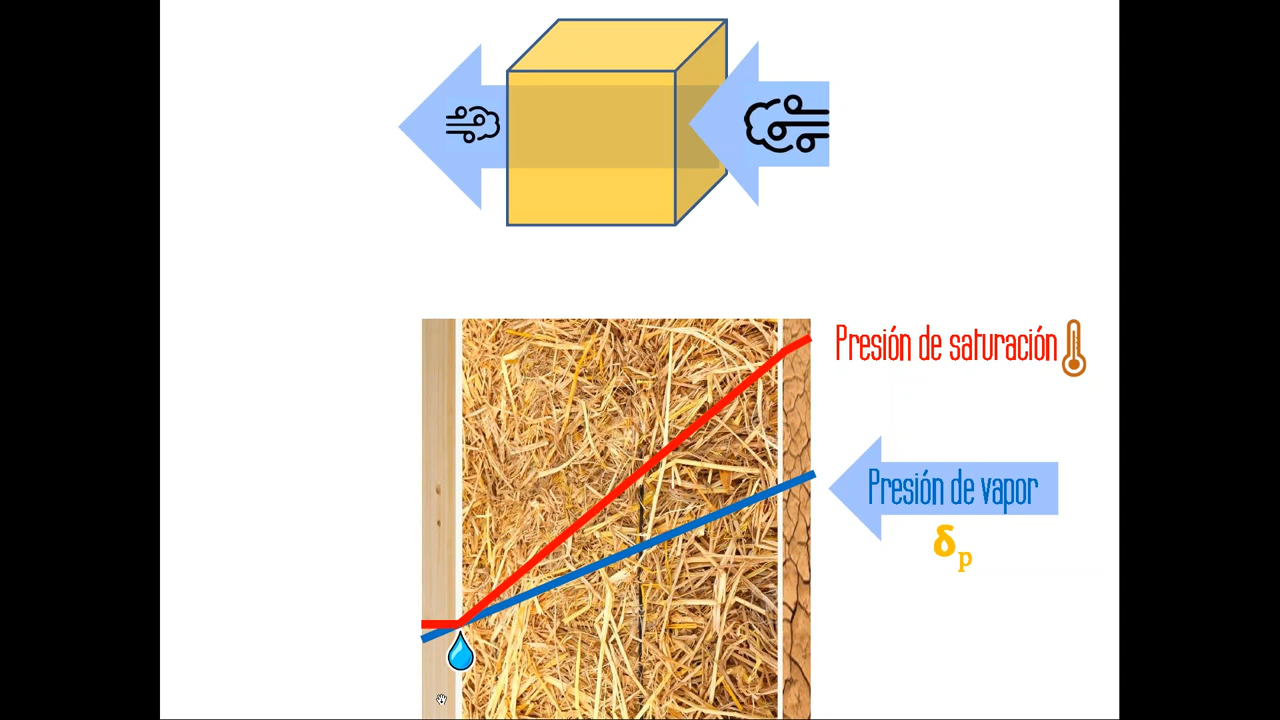 Presión de saturación
Presión de vapor
δp